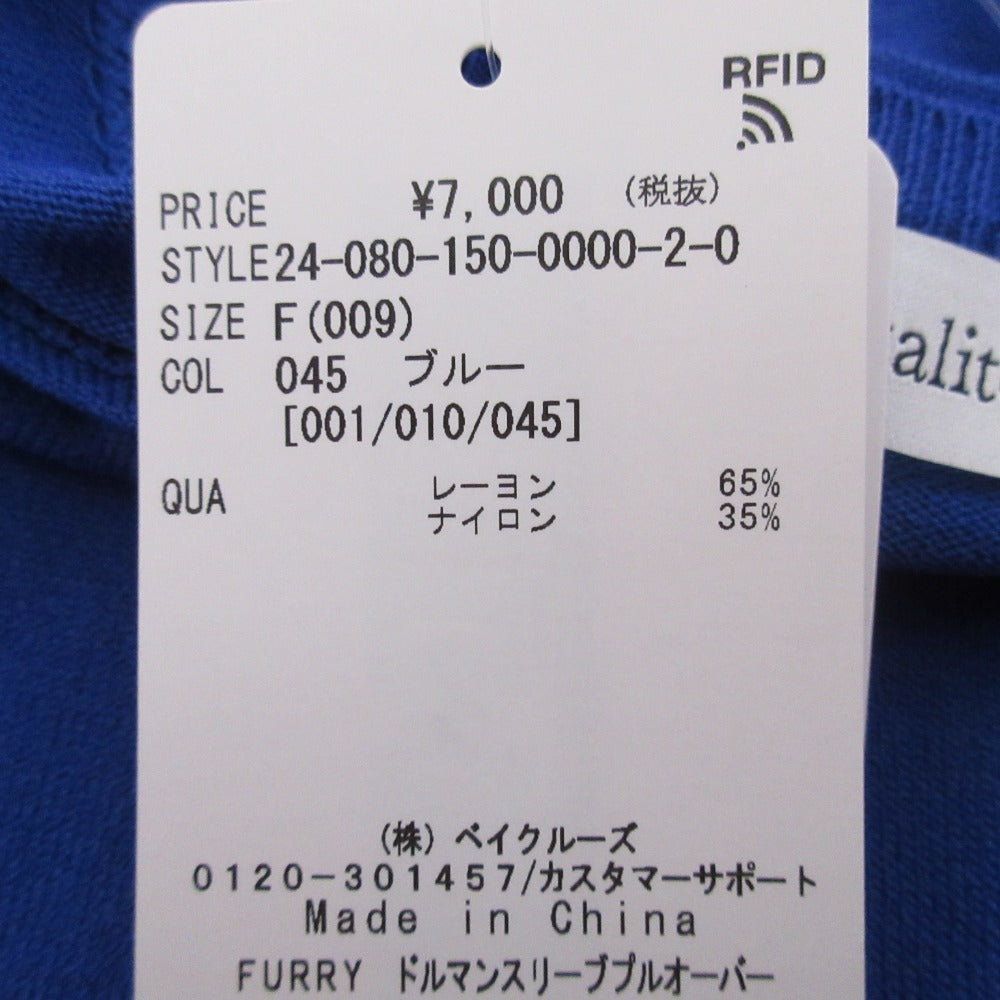 RFID
PRICE ¥7,000 (税抜)
STYLE 24-080-150-0000-2-0
SIZE F(009)
COL 045 ブルー
[001/010/045]
QUA レーヨン 65%
ナイロン 35%
(株)ベイクルーズ
0120-301457/カスタマーサポート
Made in China
FURRY ドルマンスリーブプルオーバー